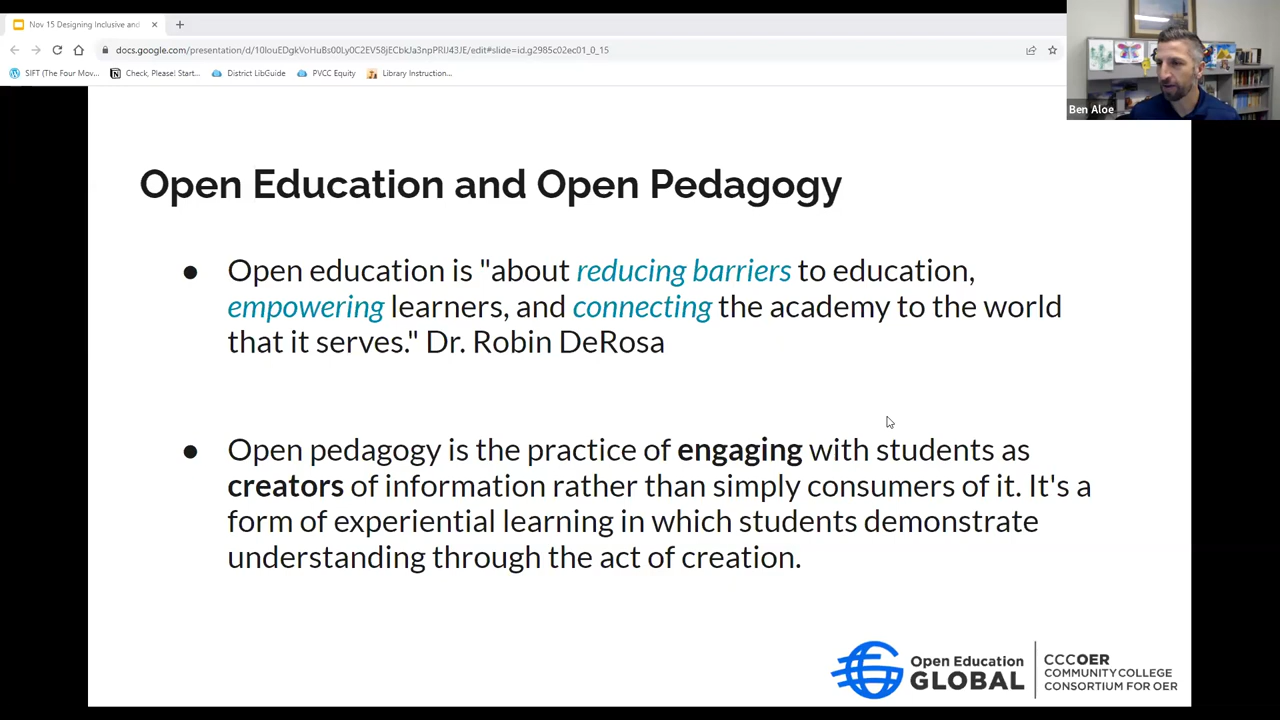 Nov 15 Designing Inclusive and
docs.google.com/presentation/d/10louEDgkVoHuBs00Ly0C2EV58jECbkJa3npPRIJ43JE/edit#slide=id.g2985c02ec01_0_15
SIFT (The Four Mov...
Check, Please! Start...
District LibGuide
PVCC Equity
Library Instruction...
Ben Aloe
Open Education and Open Pedagogy
● Open education is "about reducing barriers to education,
empowering learners, and connecting the academy to the world
that it serves." Dr. Robin DeRosa
● Open pedagogy is the practice of engaging with students as
creators of information rather than simply consumers of it. It's a
form of experiential learning in which students demonstrate
understanding through the act of creation.
Open Education
GLOBAL
CCCOER
COMMUNITY COLLEGE
CONSORTIUM FOR OER